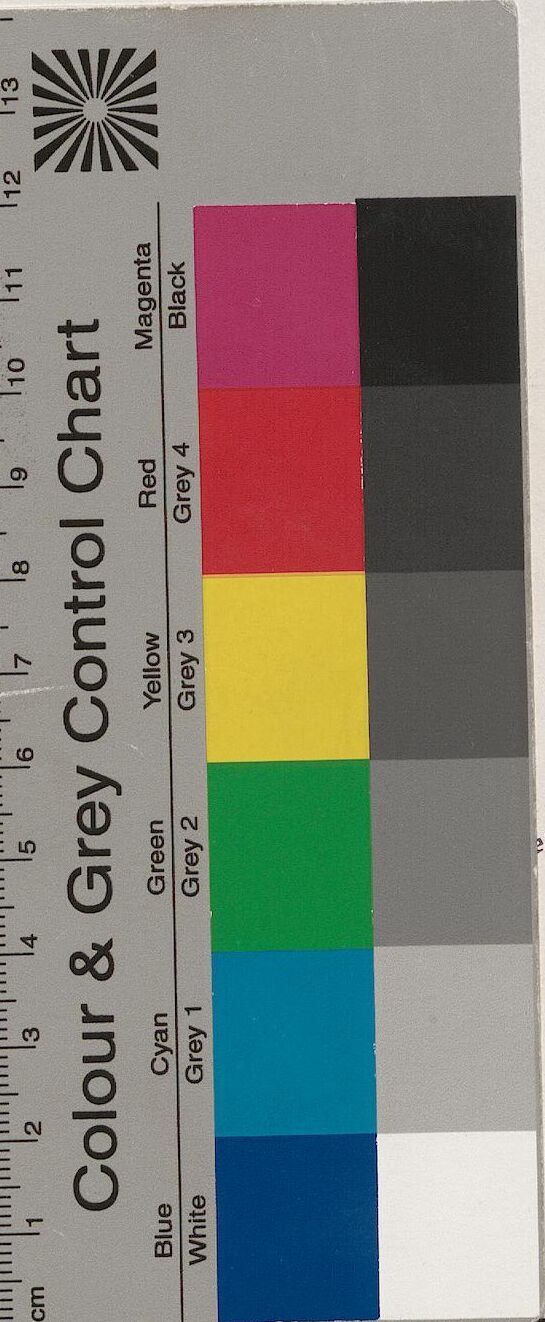 cm 1 2 3 4 5 6 7 8 9 10 11 12 13
Colour & Grey Control Chart
Blue Cyan Green Yellow Red Magenta
White Grey 1 Grey 2 Grey 3 Grey 4 Black